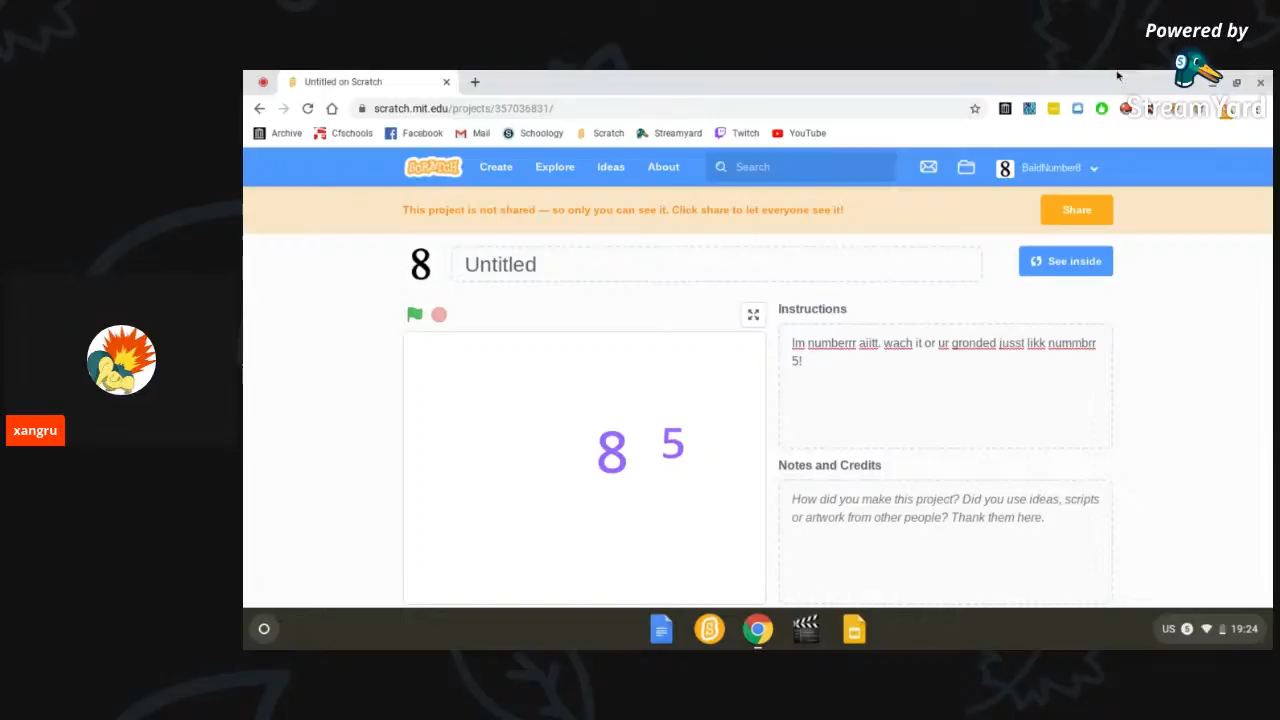 Powered by
StreamYard
Untitled on Scratch
scratch.mit.edu/projects/357036831/
Archive Cfschools Facebook Mail Schoology Scratch Streamyard Twitch YouTube
SCRATCH Create Explore Ideas About Search 8 BaldNumber8
This project is not shared — so only you can see it. Click share to let everyone see it! Share
8 Untitled See inside
Instructions
Im numberrr aiitt. wach it or ur gronded jusst likk nummbrr
5!
8 5
xangru
Notes and Credits
How did you make this project? Did you use ideas, scripts
or artwork from other people? Thank them here.
US 5 19:24